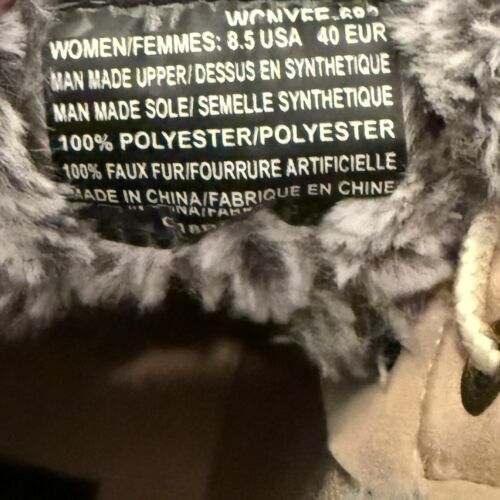 WOMEN/FEMMES: 8.5 USA 40 EUR
MAN MADE UPPER/DESSUS EN SYNTHETIQUE
MAN MADE SOLE/ SEMELLE SYNTHETIQUE
100% POLYESTER/POLYESTER
100% FAUX FUR/FOURRURE ARTIFICIELLE
MADE IN CHINA/FABRIQUE EN CHINE